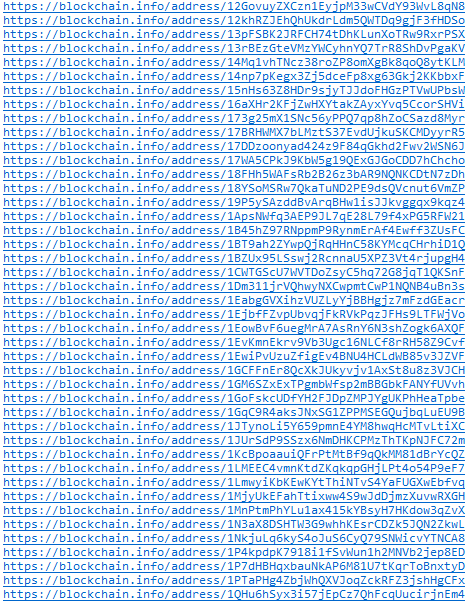 https://blockchain.info/address/12GovuyZXCzn1EyjpM33wCVdY93WvL8qN8
https://blockchain.info/address/12khRZJEhQhUkdrLdm5QWTDq9gjF3fHDSo
https://blockchain.info/address/13pFSBK2JRFCH74tDhKLunXoTRw9RxrPSX
https://blockchain.info/address/13rBEzGteVMzYWCyhnYQ7TrR8ShDvPgaKV
https://blockchain.info/address/14Mq1vhTNcz38roZP8omXgBk8qoQ8ytKLM
https://blockchain.info/address/14np7pKegx3Zj5dceFp8xg63Gkj2KKbbxF
https://blockchain.info/address/15nHs63Z8HDr9sjyTJJdoFHGzPTVwUPbsW
https://blockchain.info/address/16aXHr2KFjZwHXYtakZAyxYvq5CcorSHVi
https://blockchain.info/address/173g25mX1SNc56yPPQ7qp8hZoCSazd8Myr
https://blockchain.info/address/17BRHWMX7bLMztS37EvdUjkuSKCMDyyrR5
https://blockchain.info/address/17DDzoonyad424z9F84qGkhd2Fwv2WSN6J
https://blockchain.info/address/17WA5CPkJ9KbW5g19QExGJGoCDD7hChcho
https://blockchain.info/address/18FHh5WAFsRb2B26z3bAR9NQNKCDtN7zDh
https://blockchain.info/address/18YSoMSRw7QkaTuND2PE9dsQVcnut6VmZP
https://blockchain.info/address/19P5ySAzddBvArqBHw1isJJkvggqx9kqz4
https://blockchain.info/address/1ApsNWfq3AEP9JL7qE28L79f4xPG5RFW21
https://blockchain.info/address/1B45hZ97RNppmP9RynmErAf4Ewff3ZUsFC
https://blockchain.info/address/1BT9ah2ZYwpQjRqHHnC58KYMcqCHrhiD1Q
https://blockchain.info/address/1BZUx95LSswj2RcnnaU5XPZ3Vt4rjupgH4
https://blockchain.info/address/1CWTGScU7WVTDoZsyC5hq72G8jqT1QKSnF
https://blockchain.info/address/1Dm311jrVQhwyNXCwpmtCwP1NQNB4uBn3s
https://blockchain.info/address/1EabgGVXihzVUZLyYjBBHgjz7mFzdGEacr
https://blockchain.info/address/1EjbfFZvpUbvqjFkRVkPqzJFHs9LTFWjVo
https://blockchain.info/address/1EowBvF6uegMrA7AsRnY6N3shZogk6AXQF
https://blockchain.info/address/1EvKmnEkrv9Vb3Ugc16NLCf8rRH58Z9Cvf
https://blockchain.info/address/1EwiPvUzuZfigEv4BNU4HCLdWB85v3JZVF
https://blockchain.info/address/1GCFFnEr8QcXkJUkyvjv1AxSt8u8z3VJCH
https://blockchain.info/address/1GM6SZxExTPgmbWfsp2mBBGbkFANYfUVvh
https://blockchain.info/address/1GoFskcUDfYH2FJDpZMPJYgUKPhHeaTpbe
https://blockchain.info/address/1GqC9R4aksJNxSG1ZPPMSEGQujbqLuEU9B
https://blockchain.info/address/1JTynoLi5Y659pmnE4YM8hwqHcMTvLtiXC
https://blockchain.info/address/1JUrSdP9SSzx6NmDHKCPMzThTKpNJFC72m
https://blockchain.info/address/1KcBpoaauiQFrPtMtBf9qQkMM81dBrYcQZ
https://blockchain.info/address/1LMEEC4vmnKtdZKqkqpGHjLPt4o54P9eF7
https://blockchain.info/address/1LmwyiKbKEwKYtThiNTvS4YaFUGXwEbfvq
https://blockchain.info/address/1MjyUkEFahTtixww4S9wJdDjmzXuvwRXGH
https://blockchain.info/address/1MnPtmPhYLu1ax415kYBsyH7HKdow3qZvX
https://blockchain.info/address/1N3aX8DSHTW3G9whhKEsrCDZk5JQN2ZkwL
https://blockchain.info/address/1NkjuLq6kyS4oJuS6CyQ79SNWicvYTNCA8
https://blockchain.info/address/1P4kpdpK7918i1fSvWun1h2MNVb2jep8ED
https://blockchain.info/address/1P7dHBHqxbauNkAP6M81U7tKqrToBnxtyD
https://blockchain.info/address/1PTaPHg4ZbjWhQXVJoqZckRFZ3jshHgCFx
https://blockchain.info/address/1QHu6hSyx3i57jEpCz7QhFcqUucirjnEm4